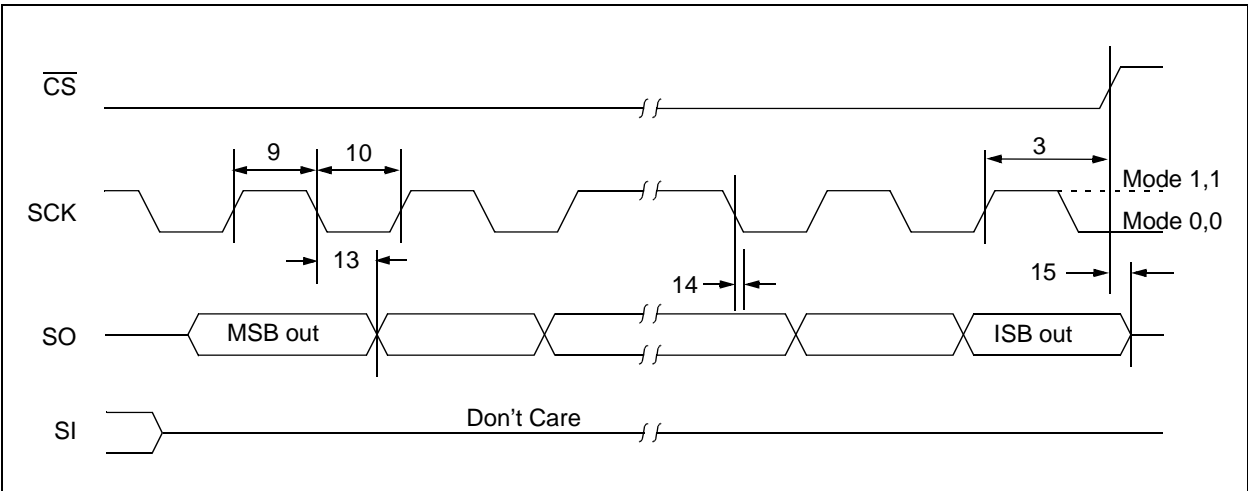 CS
9
10
3
Mode 1,1
SCK
Mode 0,0
13
14
15
SO
MSB out
ISB out
SI
Don't Care